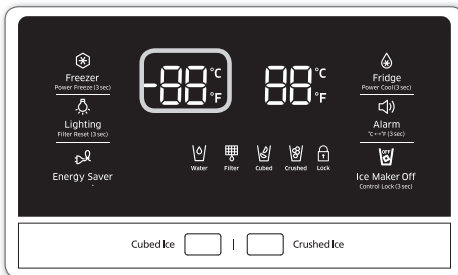 Freezer
Power Freeze (3 sec)
Lighting
Filter Reset (3 sec)
Energy Saver
-88 °C °F
88 °C °F
Water
Filter
Cubed
Crushed
Lock
Fridge
Power Cool (3 sec)
Alarm
°C↔°F (3 sec)
OFF
Ice Maker Off
Control Lock (3 sec)
Cubed Ice | Crushed Ice